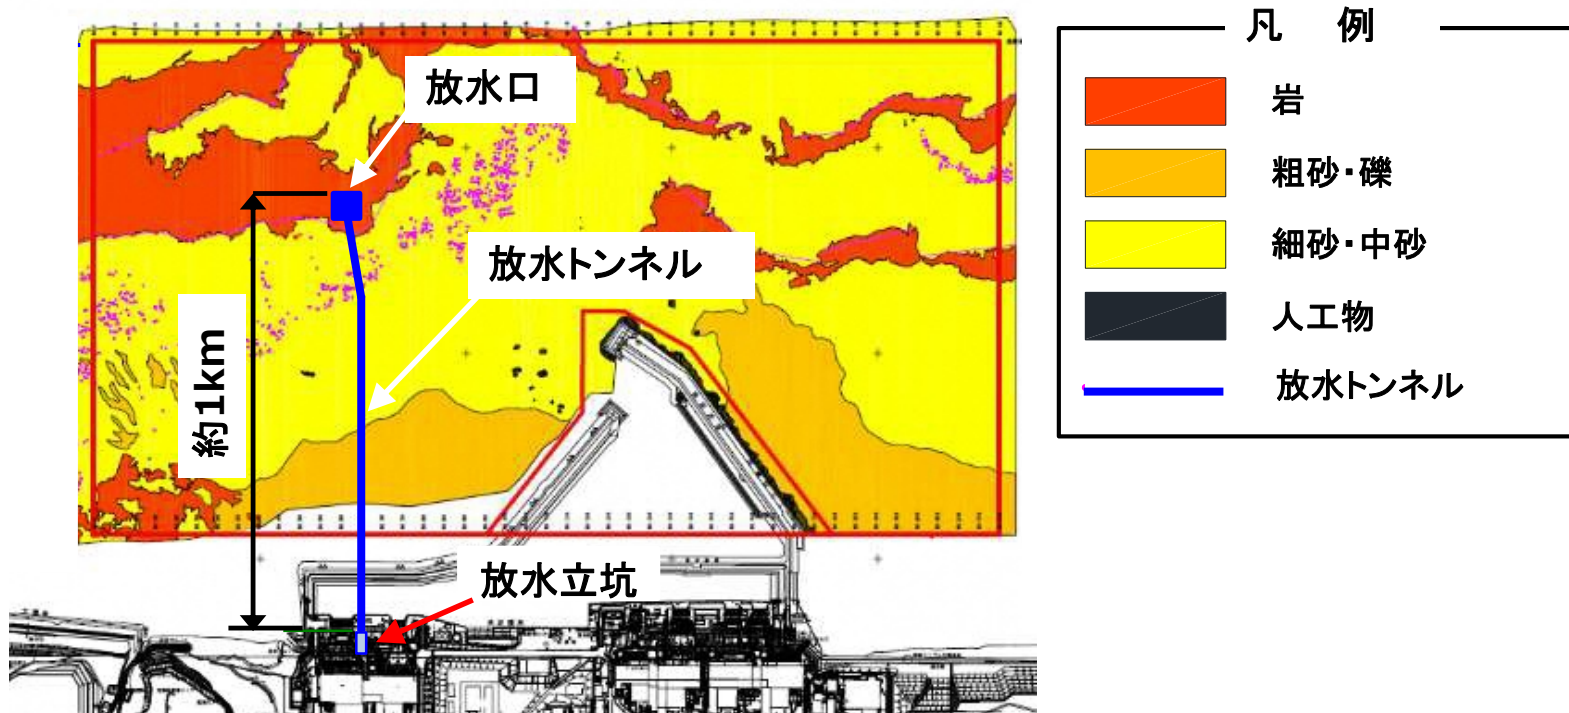 凡 例
放水口
岩
粗砂・礫
細砂・中砂
放水トンネル
人工物
約1km
放水トンネル
放水立坑